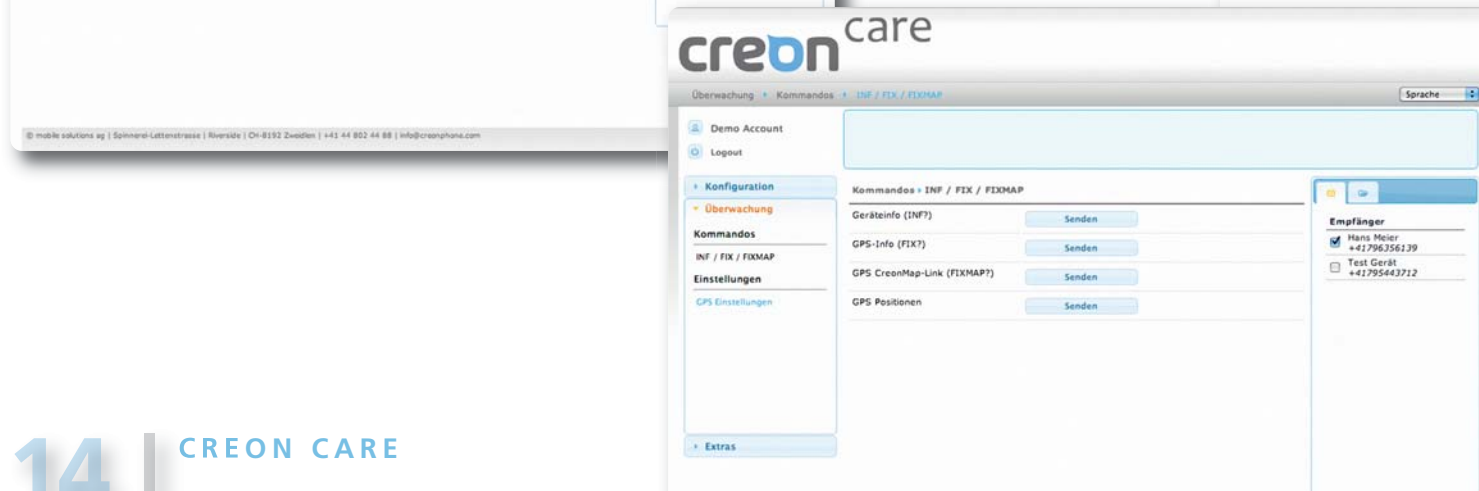 creon care
Überwachung Kommandos INF / FIX / FIXMAP
Sprache
Demo Account
Logout
Konfiguration
Überwachung
Kommandos
INF / FIX / FIXMAP
Einstellungen
GPS Einstellungen
Extras
Kommandos INF / FIX / FIXMAP
Geräteinfo (INF?) Senden
GPS-Info (FIX?) Senden
GPS CreonMap-Link (FIXMAP?) Senden
GPS Positionen Senden
Empfänger
Hans Meier
+41796356139
Test Gerät
+41795443712
© mobile solutions ag | Spinnerei-Lettenstrasse | Riverside | CH-8192 Zweidlen | +41 44 802 44 88 | info@creonphone.com
14 CREON CARE